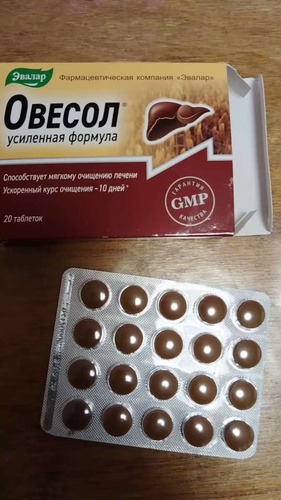 Эвалар
Фармацевтическая компания «Эвалар»
Овесол®
усиленная формула
Способствует мягкому очищению печени
Ускоренный курс очищения –10 дней*
20 таблеток
ГАРАНТИЯ
GMP
КАЧЕСТВА